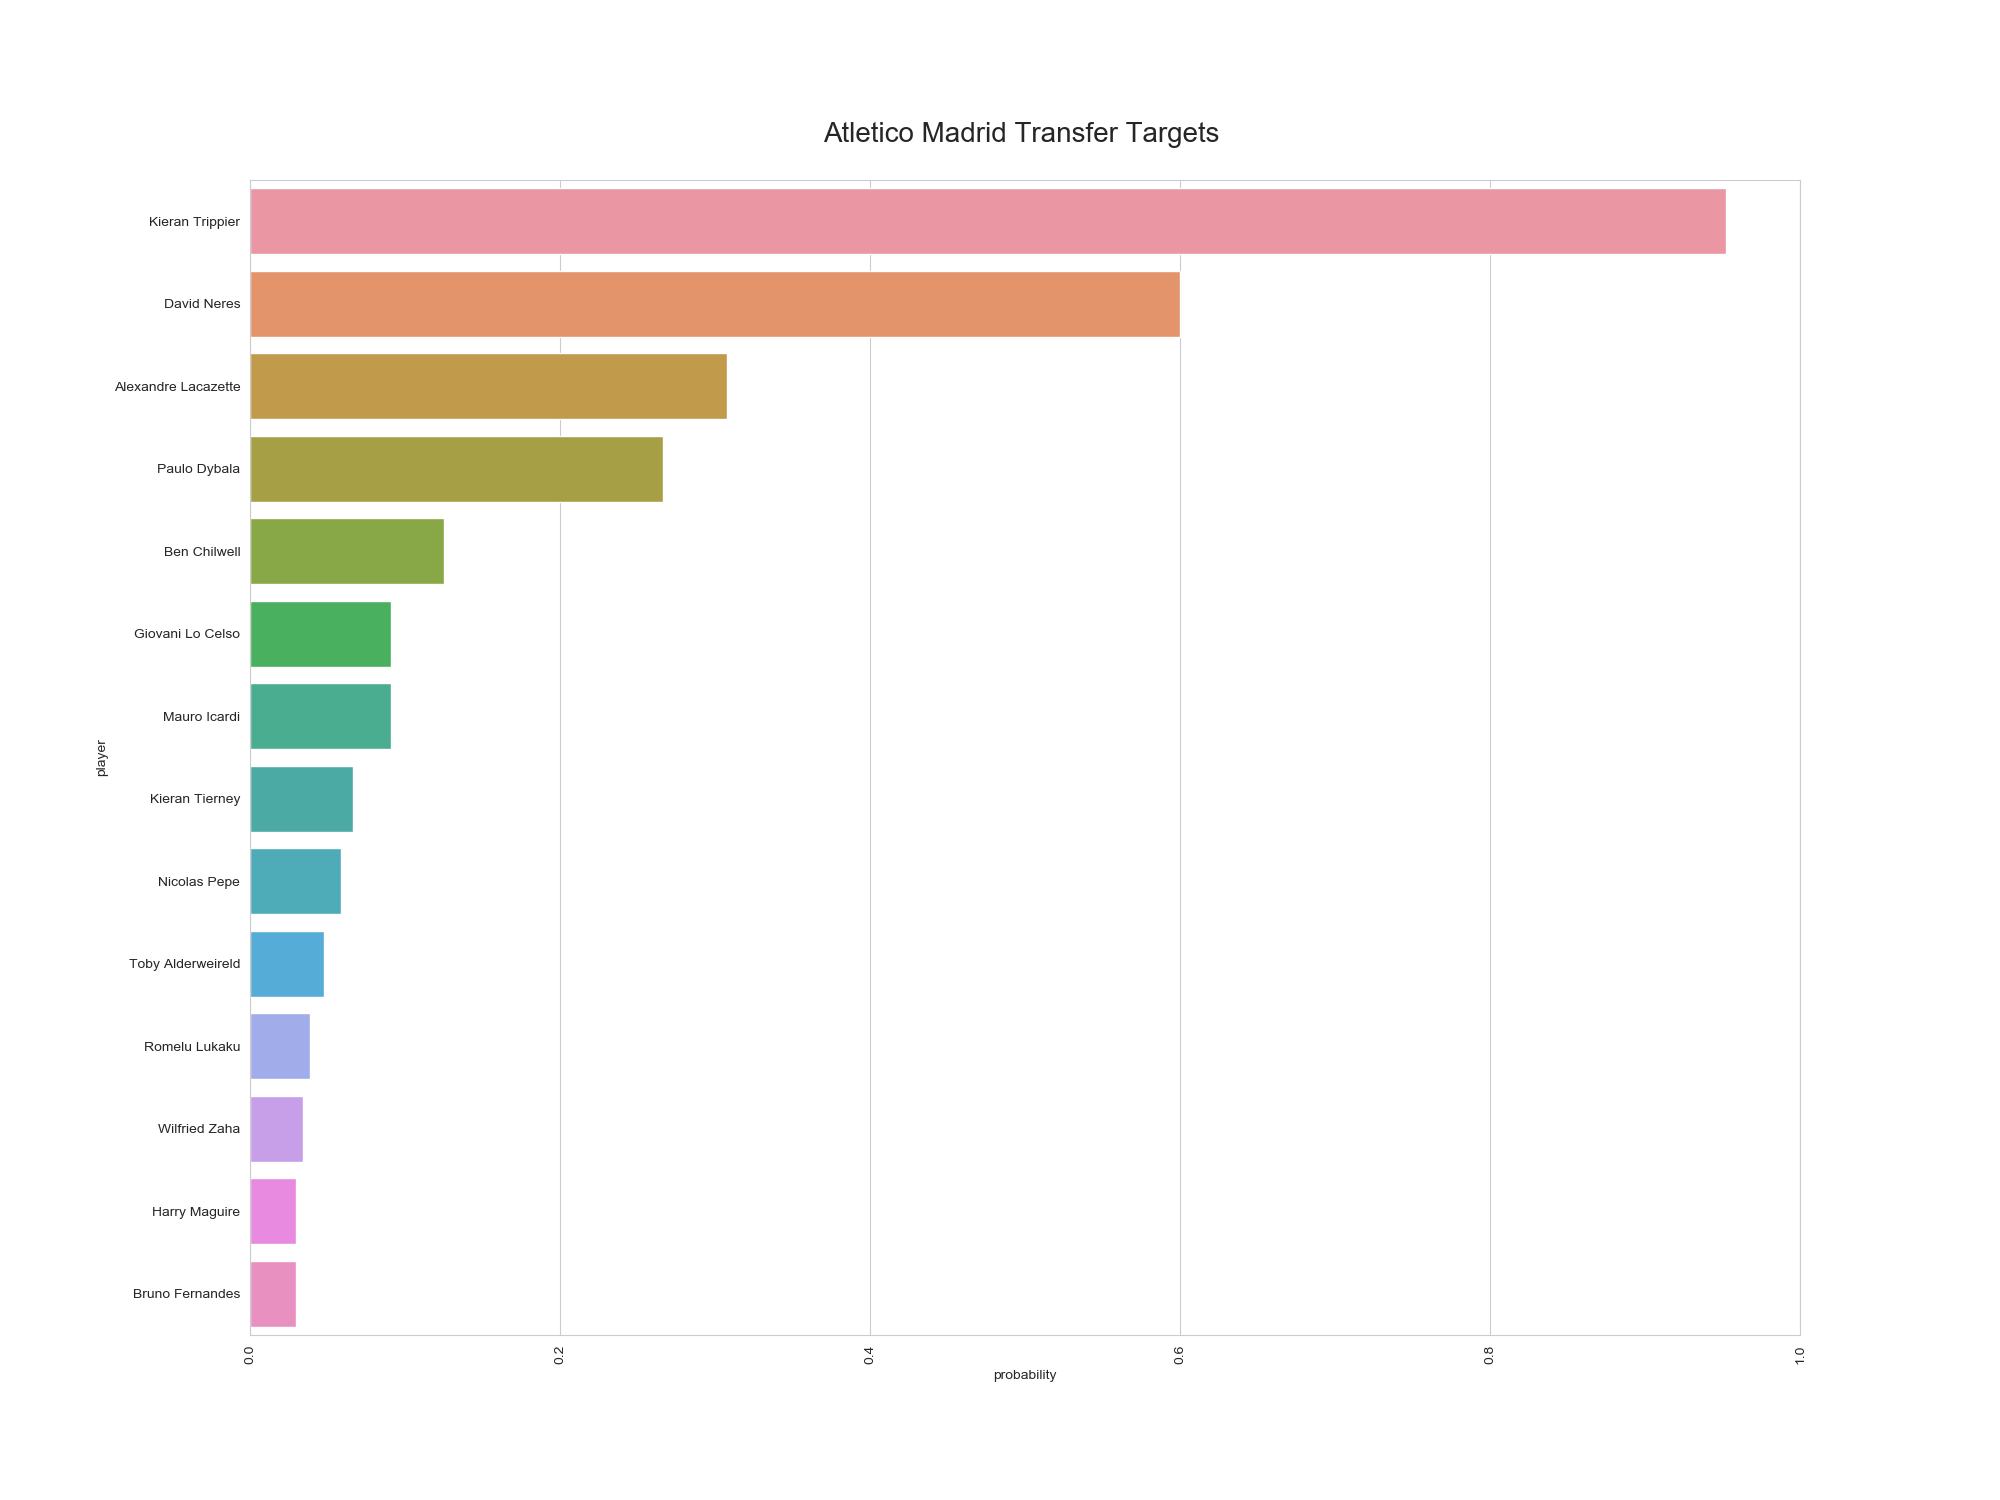 Atletico Madrid Transfer Targets
Kieran Trippier
David Neres
Alexandre Lacazette
Paulo Dybala
Ben Chilwell
Giovani Lo Celso
Mauro Icardi
Kieran Tierney
Nicolas Pepe
Toby Alderweireld
Romelu Lukaku
Wilfried Zaha
Harry Maguire
Bruno Fernandes
player
0.0 0.2 0.4 0.6 0.8 1.0
probability